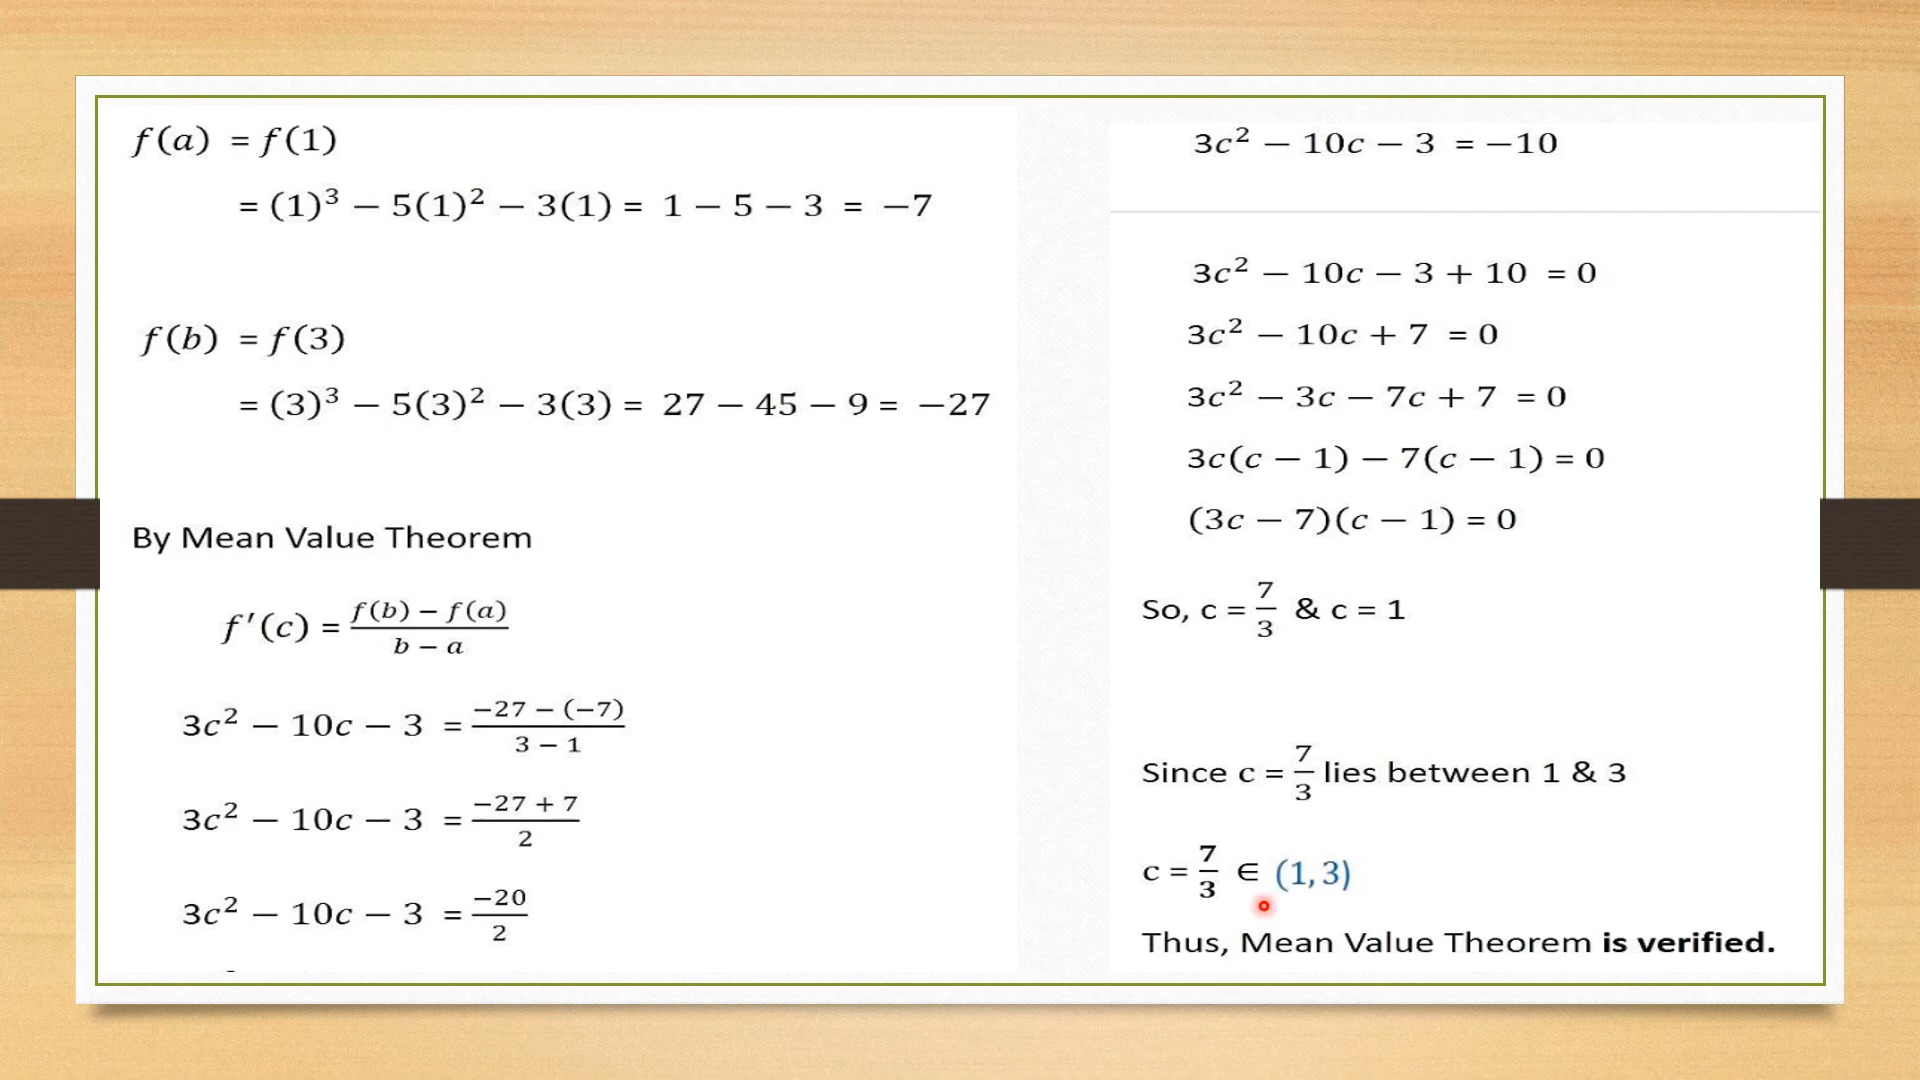 f(a) = f(1)
= (1)³ − 5(1)² − 3(1) = 1 − 5 − 3 = −7
f(b) = f(3)
= (3)³ − 5(3)² − 3(3) = 27 − 45 − 9 = −27
By Mean Value Theorem
f′(c) = (f(b) − f(a))/(b − a)
3c² − 10c − 3 = (−27 − (−7))/(3 − 1)
3c² − 10c − 3 = (−27 + 7)/2
3c² − 10c − 3 = −20/2
3c² − 10c − 3 = −10
3c² − 10c − 3 + 10 = 0
3c² − 10c + 7 = 0
3c² − 3c − 7c + 7 = 0
3c(c − 1) − 7(c − 1) = 0
(3c − 7)(c − 1) = 0
So, c = 7/3 & c = 1
Since c = 7/3 lies between 1 & 3
c = 7/3 ∈ (1, 3)
Thus, Mean Value Theorem is verified.